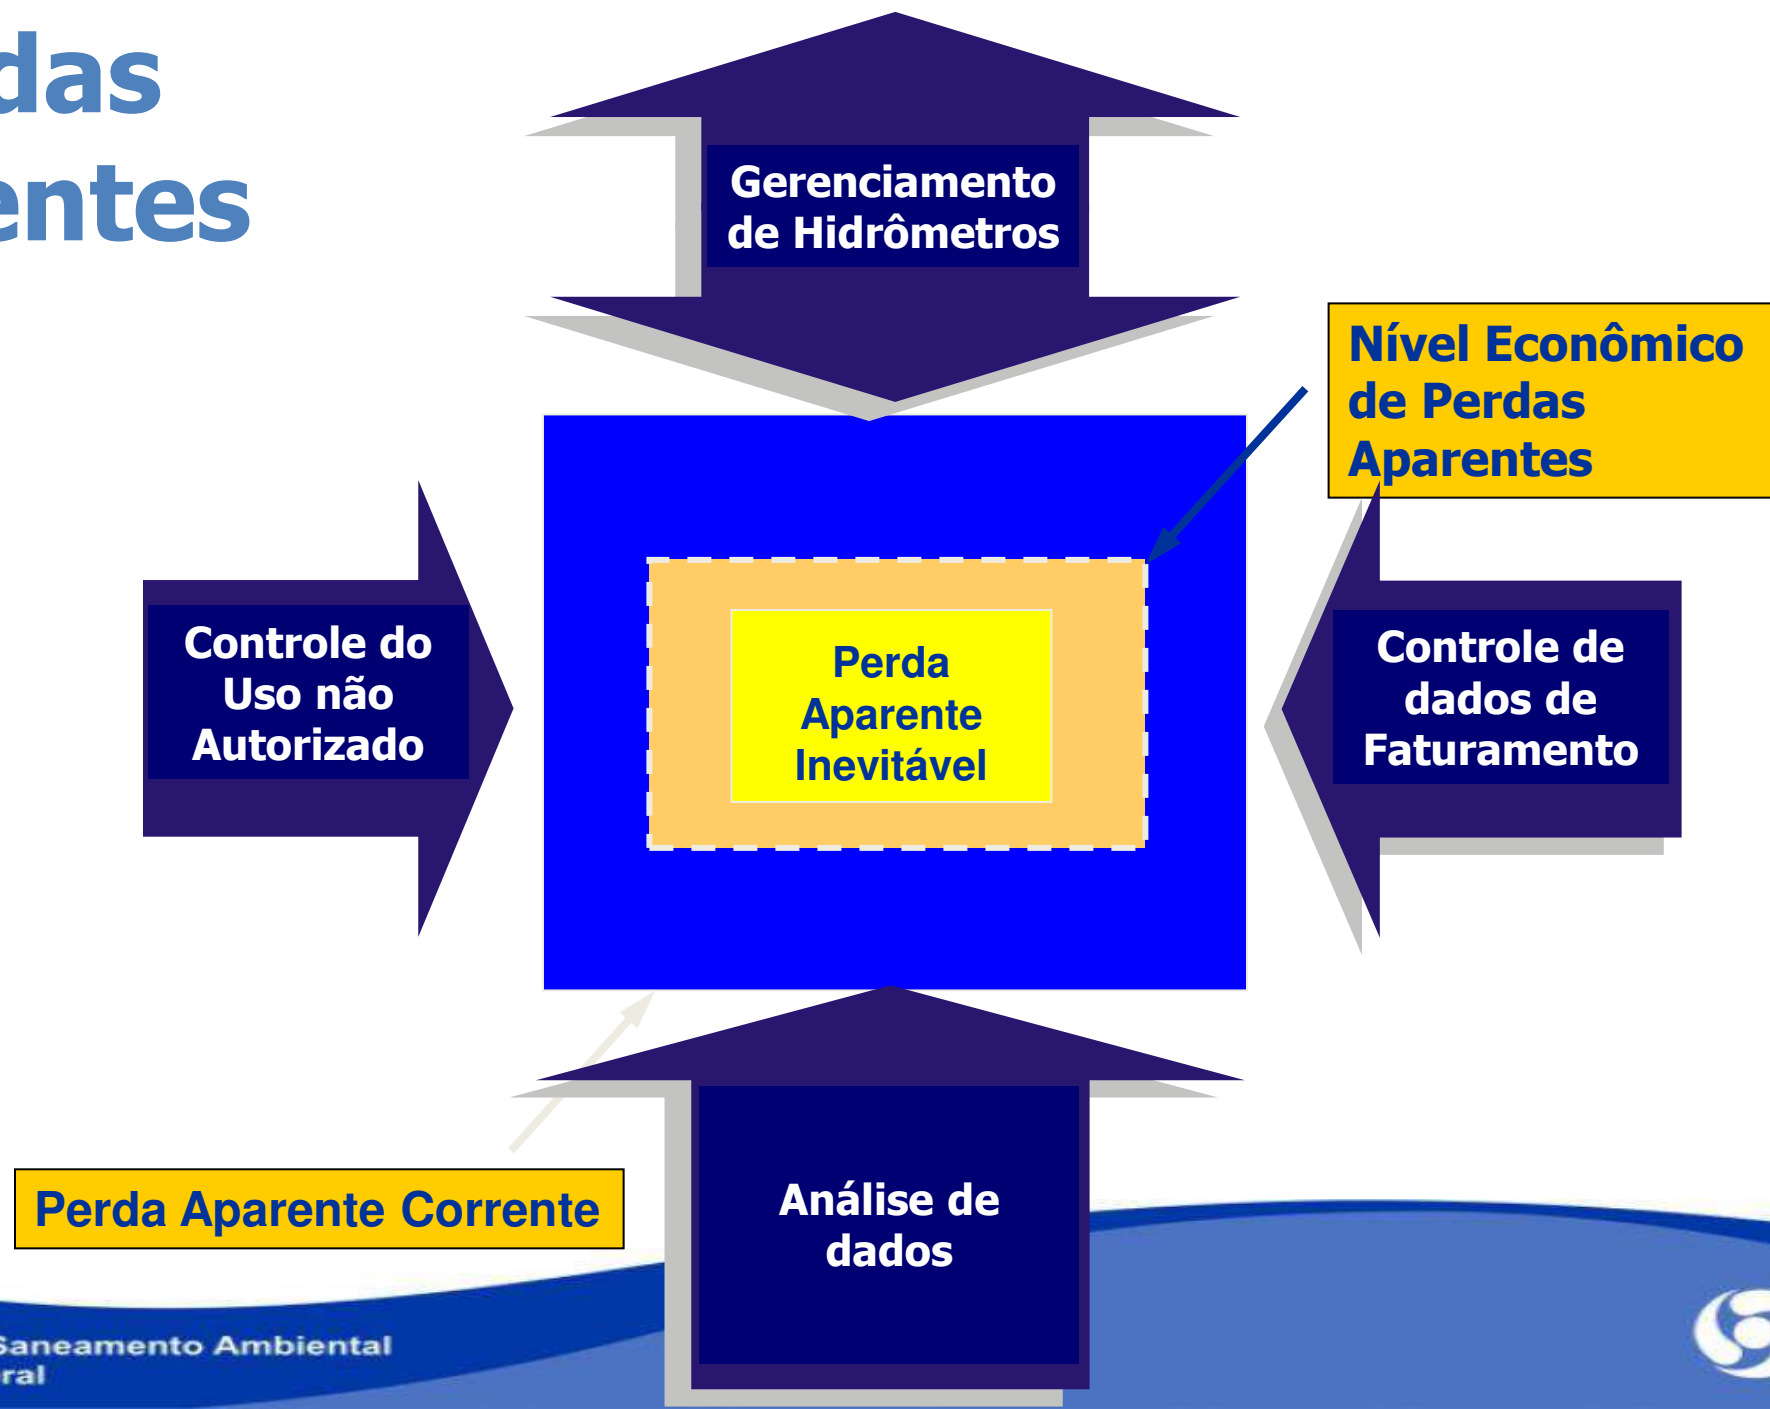 das
entes
Gerenciamento
de Hidrômetros
Nível Econômico
de Perdas
Aparentes
Controle do
Uso não
Autorizado
Perda
Aparente
Inevitável
Controle de
dados de
Faturamento
Perda Aparente Corrente
Análise de
dados
Saneamento Ambiental
ral